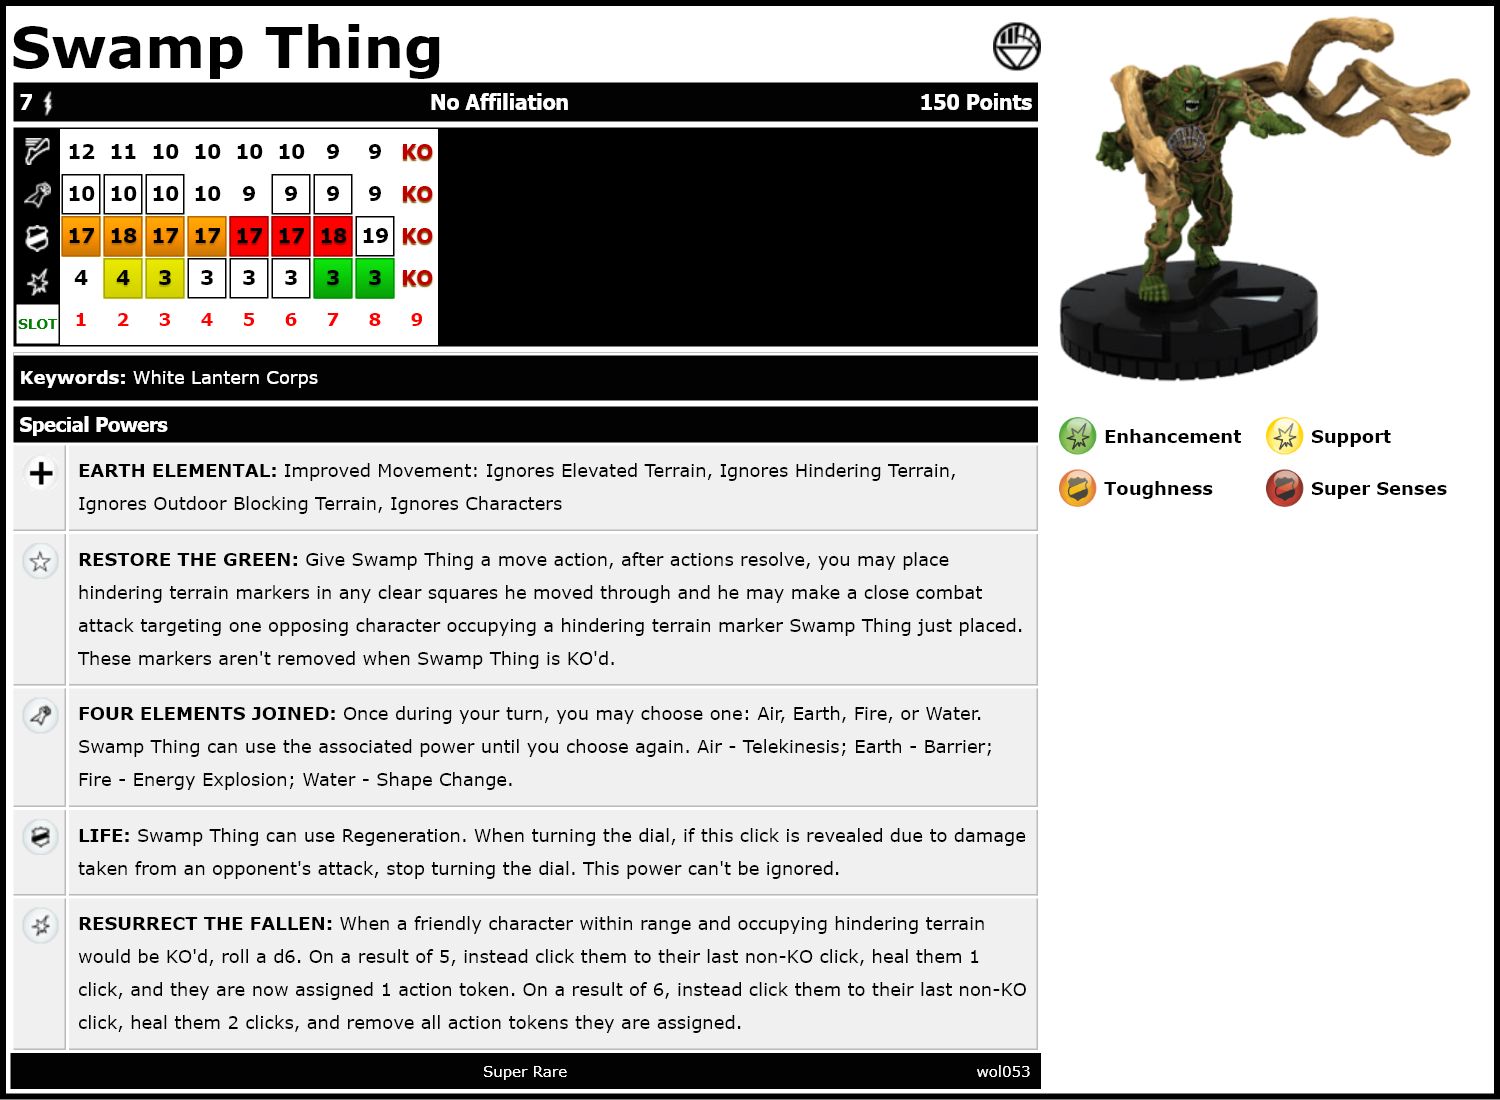 Swamp Thing
7 No Affiliation 150 Points
12 11 10 10 10 10 9 9 KO
10 10 10 10 9 9 9 9 KO
17 18 17 17 17 17 18 19 KO
4 4 3 3 3 3 3 3 KO
SLOT 1 2 3 4 5 6 7 8 9
Keywords: White Lantern Corps
Special Powers
EARTH ELEMENTAL: Improved Movement: Ignores Elevated Terrain, Ignores Hindering Terrain,
Ignores Outdoor Blocking Terrain, Ignores Characters
RESTORE THE GREEN: Give Swamp Thing a move action, after actions resolve, you may place
hindering terrain markers in any clear squares he moved through and he may make a close combat
attack targeting one opposing character occupying a hindering terrain marker Swamp Thing just placed.
These markers aren't removed when Swamp Thing is KO'd.
FOUR ELEMENTS JOINED: Once during your turn, you may choose one: Air, Earth, Fire, or Water.
Swamp Thing can use the associated power until you choose again. Air - Telekinesis; Earth - Barrier;
Fire - Energy Explosion; Water - Shape Change.
LIFE: Swamp Thing can use Regeneration. When turning the dial, if this click is revealed due to damage
taken from an opponent's attack, stop turning the dial. This power can't be ignored.
RESURRECT THE FALLEN: When a friendly character within range and occupying hindering terrain
would be KO'd, roll a d6. On a result of 5, instead click them to their last non-KO click, heal them 1
click, and they are now assigned 1 action token. On a result of 6, instead click them to their last non-KO
click, heal them 2 clicks, and remove all action tokens they are assigned.
Super Rare wol053
Enhancement Support
Toughness Super Senses